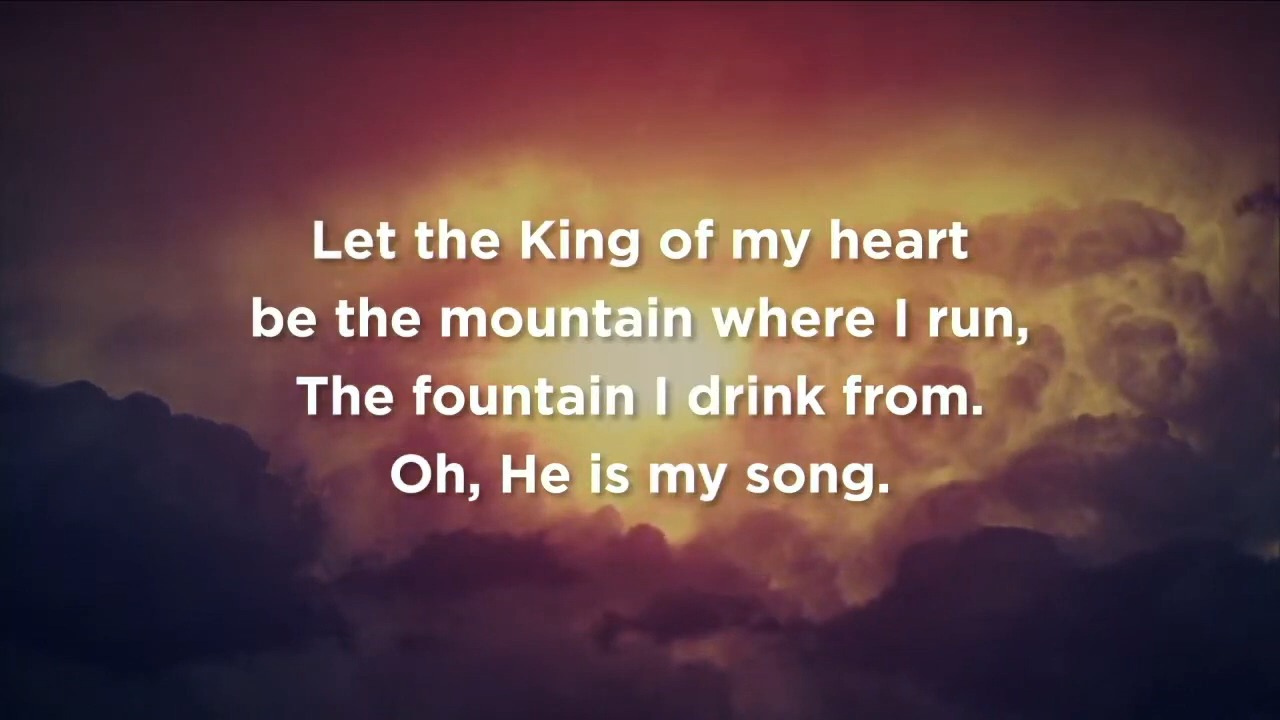 Let the King of my heart
be the mountain where I run,
The fountain I drink from.
Oh, He is my song.